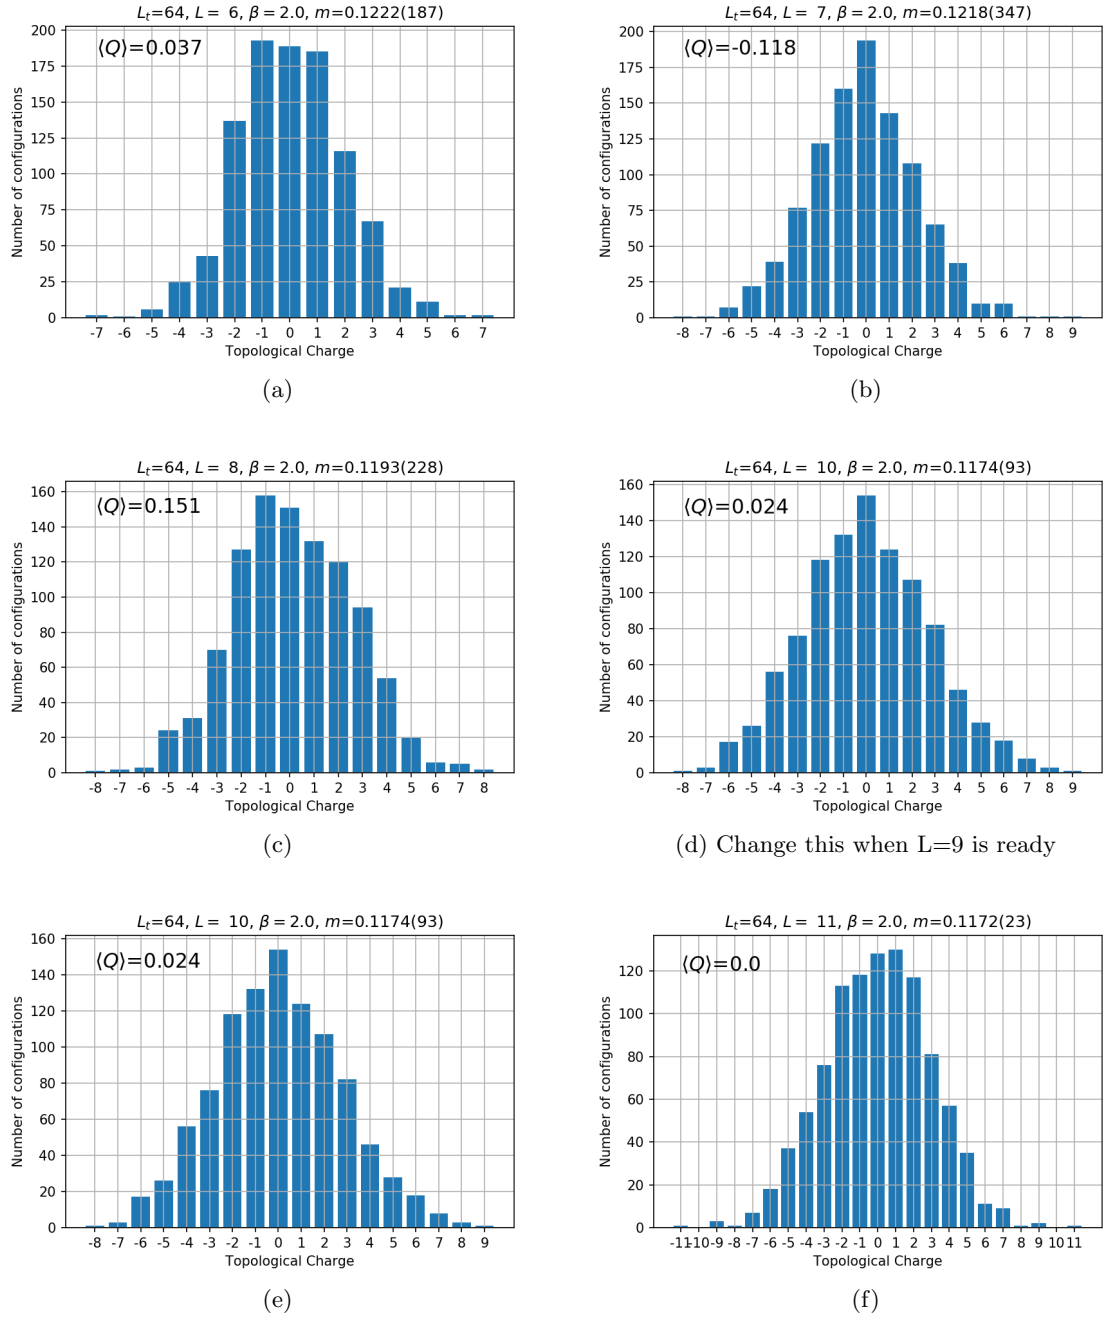 L_t=64, L= 6, β=2.0, m=0.1222(187)
⟨Q⟩=0.037
Number of configurations
200
175
150
125
100
75
50
25
0
-7 -6 -5 -4 -3 -2 -1 0 1 2 3 4 5 6 7
Topological Charge
(a)
L_t=64, L= 7, β=2.0, m=0.1218(347)
⟨Q⟩=-0.118
Number of configurations
200
175
150
125
100
75
50
25
0
-8 -7 -6 -5 -4 -3 -2 -1 0 1 2 3 4 5 6 7 8 9
Topological Charge
(b)
L_t=64, L= 8, β=2.0, m=0.1193(228)
⟨Q⟩=0.151
Number of configurations
160
140
120
100
80
60
40
20
0
-8 -7 -6 -5 -4 -3 -2 -1 0 1 2 3 4 5 6 7 8
Topological Charge
(c)
L_t=64, L= 10, β=2.0, m=0.1174(93)
⟨Q⟩=0.024
Number of configurations
160
140
120
100
80
60
40
20
0
-8 -7 -6 -5 -4 -3 -2 -1 0 1 2 3 4 5 6 7 8 9
Topological Charge
(d) Change this when L=9 is ready
L_t=64, L= 10, β=2.0, m=0.1174(93)
⟨Q⟩=0.024
Number of configurations
160
140
120
100
80
60
40
20
0
-8 -7 -6 -5 -4 -3 -2 -1 0 1 2 3 4 5 6 7 8 9
Topological Charge
(e)
L_t=64, L= 11, β=2.0, m=0.1172(23)
⟨Q⟩=0.0
Number of configurations
120
100
80
60
40
20
0
-11 -10 -9 -8 -7 -6 -5 -4 -3 -2 -1 0 1 2 3 4 5 6 7 8 9 10 11
Topological Charge
(f)